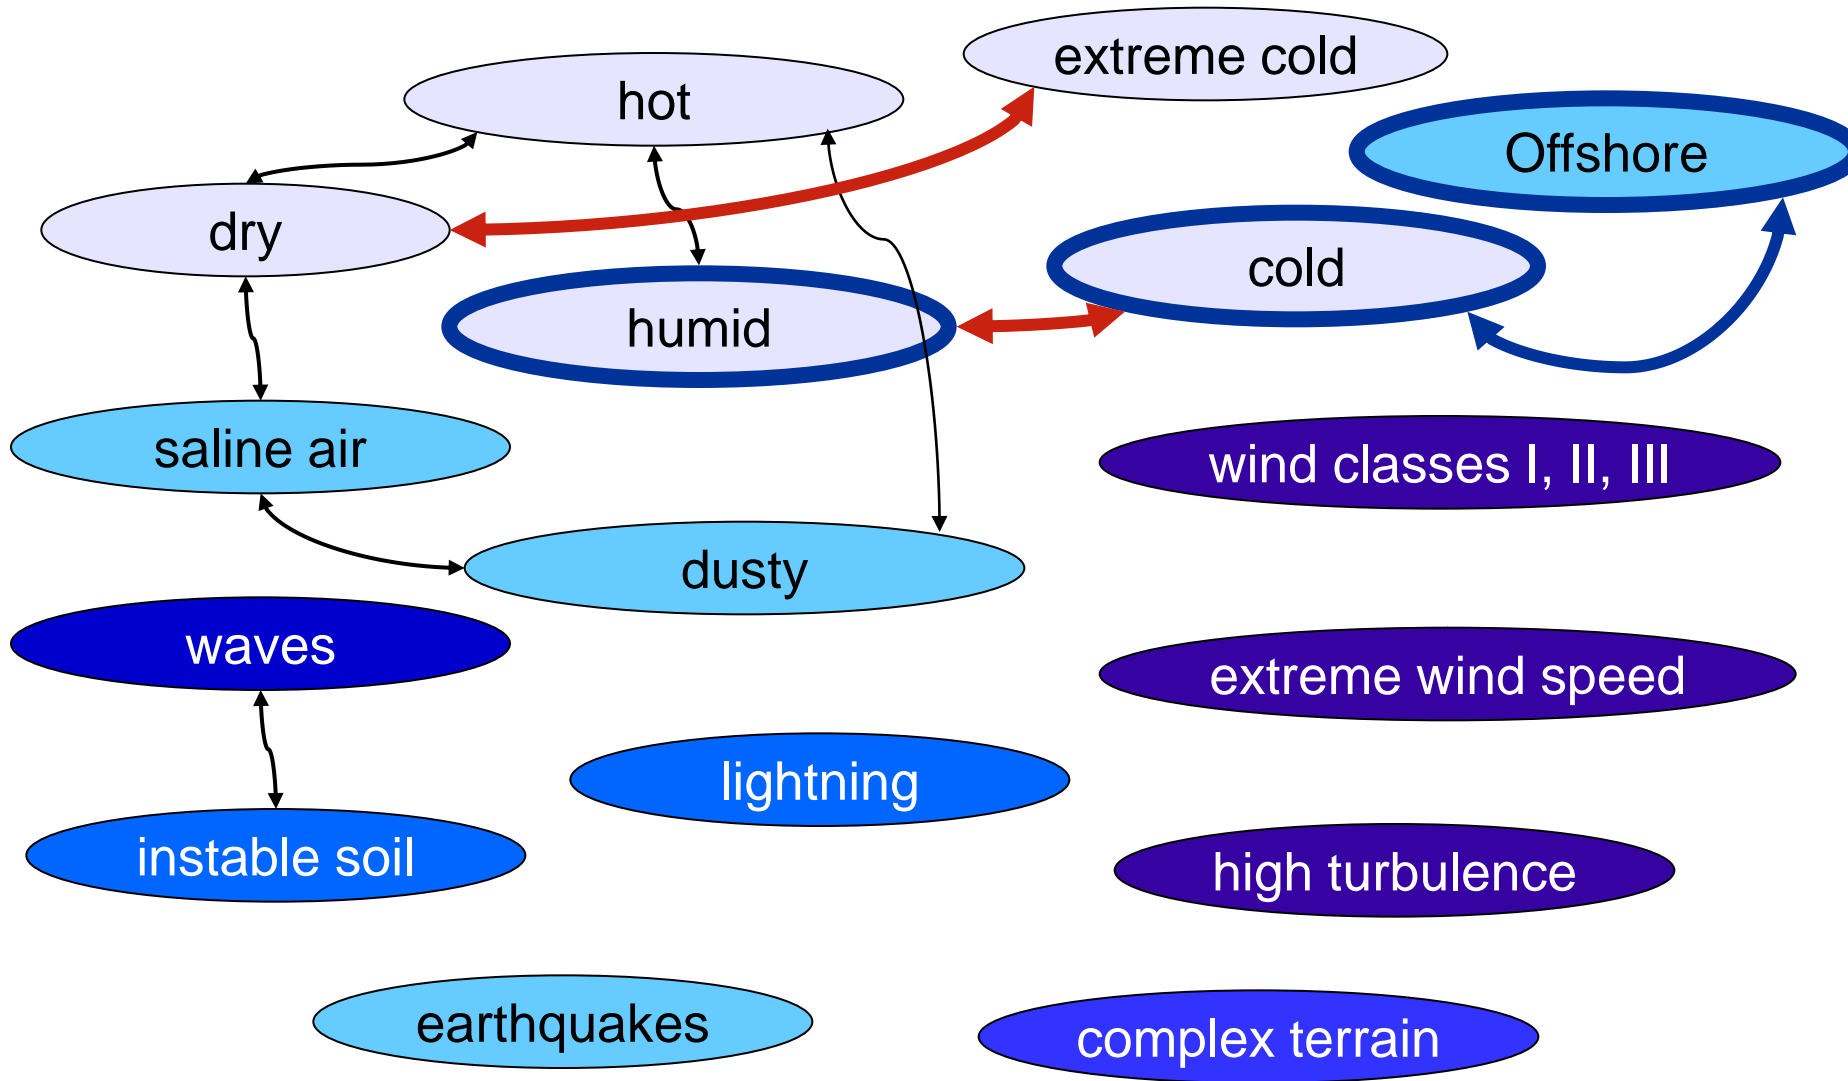 extreme cold
hot
Offshore
dry
cold
humid
saline air
wind classes I, II, III
dusty
waves
extreme wind speed
lightning
instable soil
high turbulence
earthquakes
complex terrain